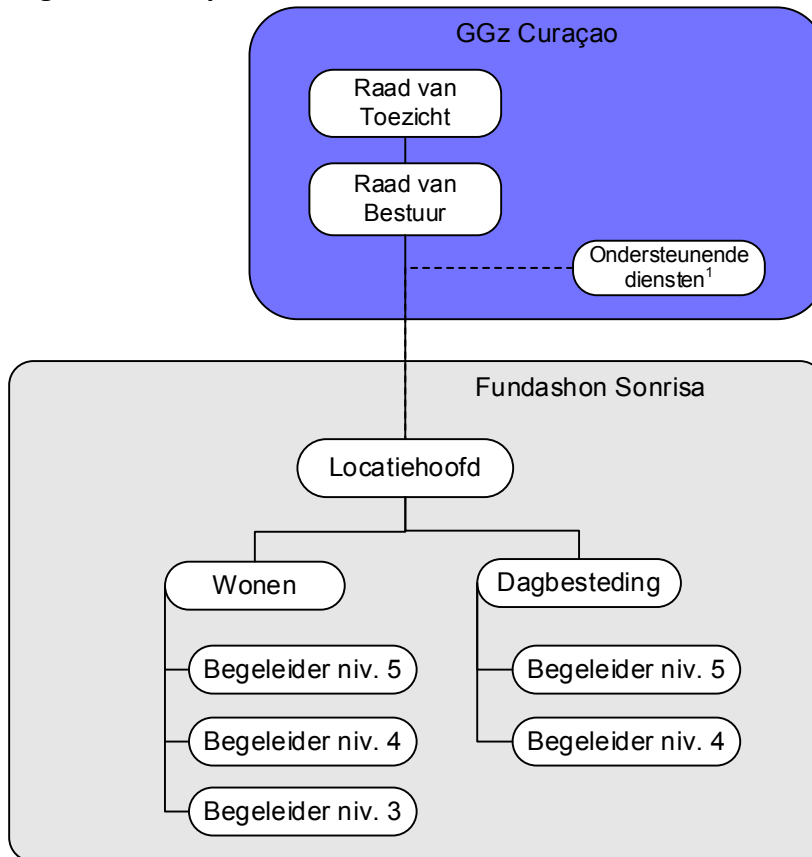 GGz Curaçao
Raad van
Toezicht
Raad van
Bestuur
Ondersteunende
diensten¹
Fundashon Sonrisa
Locatiehoofd
Wonen
Dagbesteding
Begeleider niv. 5
Begeleider niv. 5
Begeleider niv. 4
Begeleider niv. 4
Begeleider niv. 3